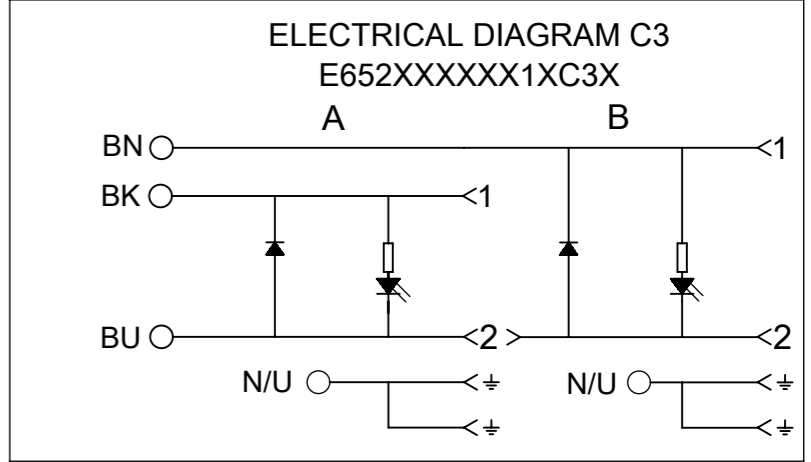 ELECTRICAL DIAGRAM C3
E652XXXXXX1XC3X
A B
BN 1
BK 1
BU 2 2
N/U N/U